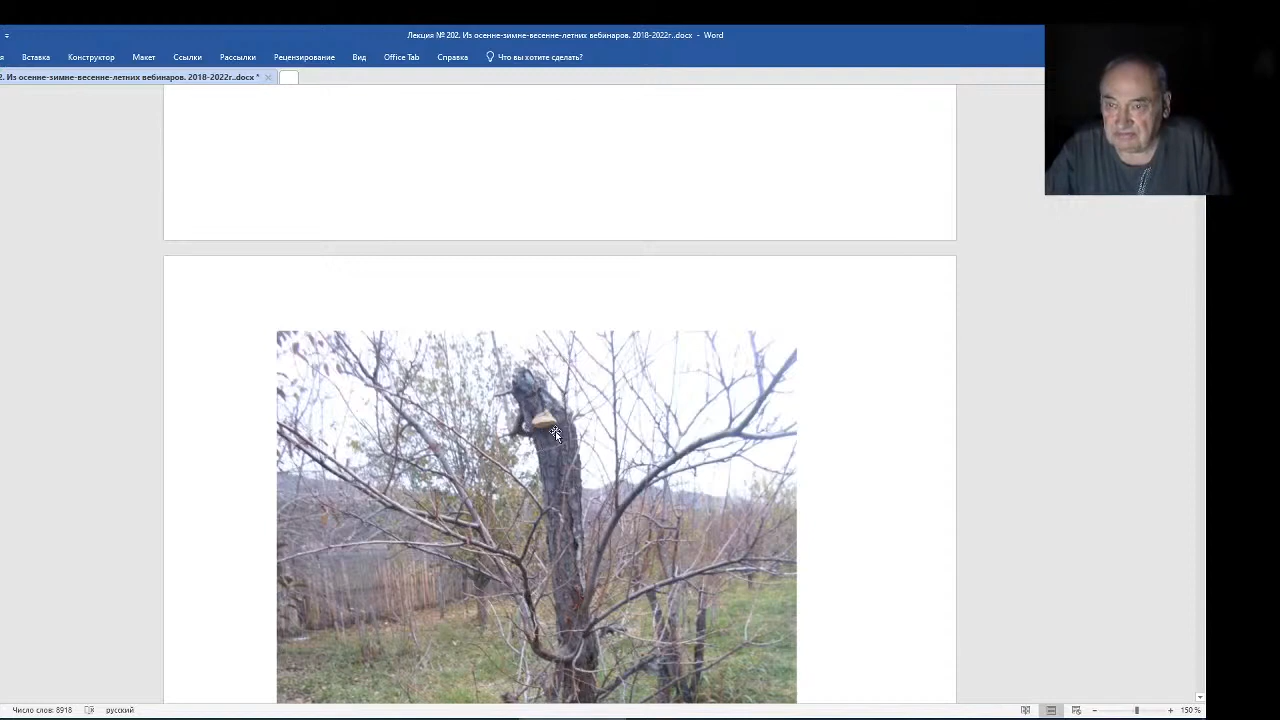 Лекция № 202. Из осенне-зимне-весенне-летних вебинаров. 2018-2022г..docx - Word
Вставка Конструктор Макет Ссылки Рассылки Рецензирование Вид Office Tab Справка Что вы хотите сделать?
2. Из осенне-зимне-весенне-летних вебинаров. 2018-2022г..docx *
Число слов: 8918 русский 150 %